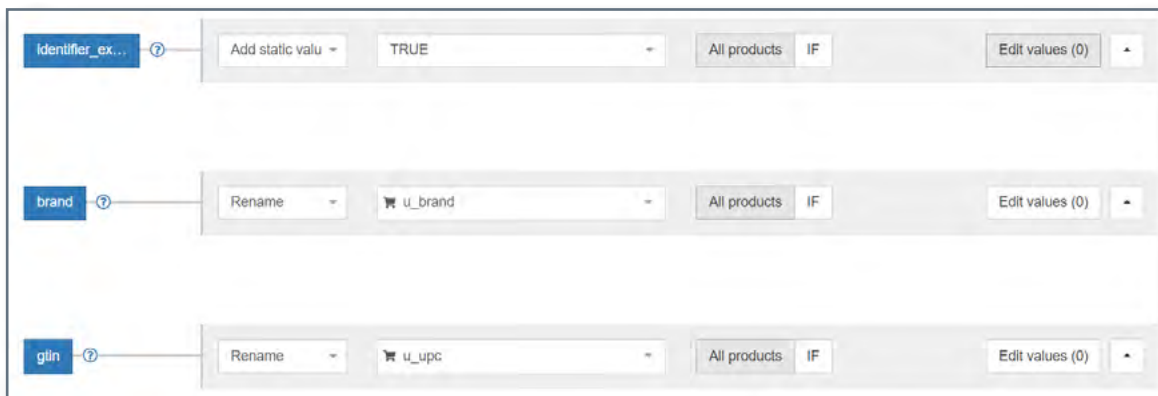 identifier_ex... ? Add static valu TRUE All products IF Edit values (0)
brand ? Rename u_brand All products IF Edit values (0)
gtin ? Rename u_upc All products IF Edit values (0)